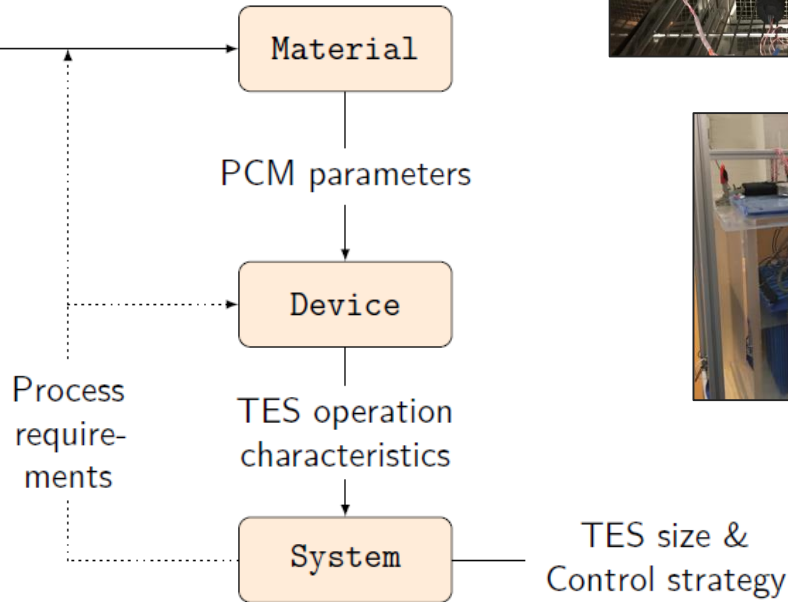 Material
PCM parameters
Device
Process
require-
ments
TES operation
characteristics
System
TES size &
Control strategy